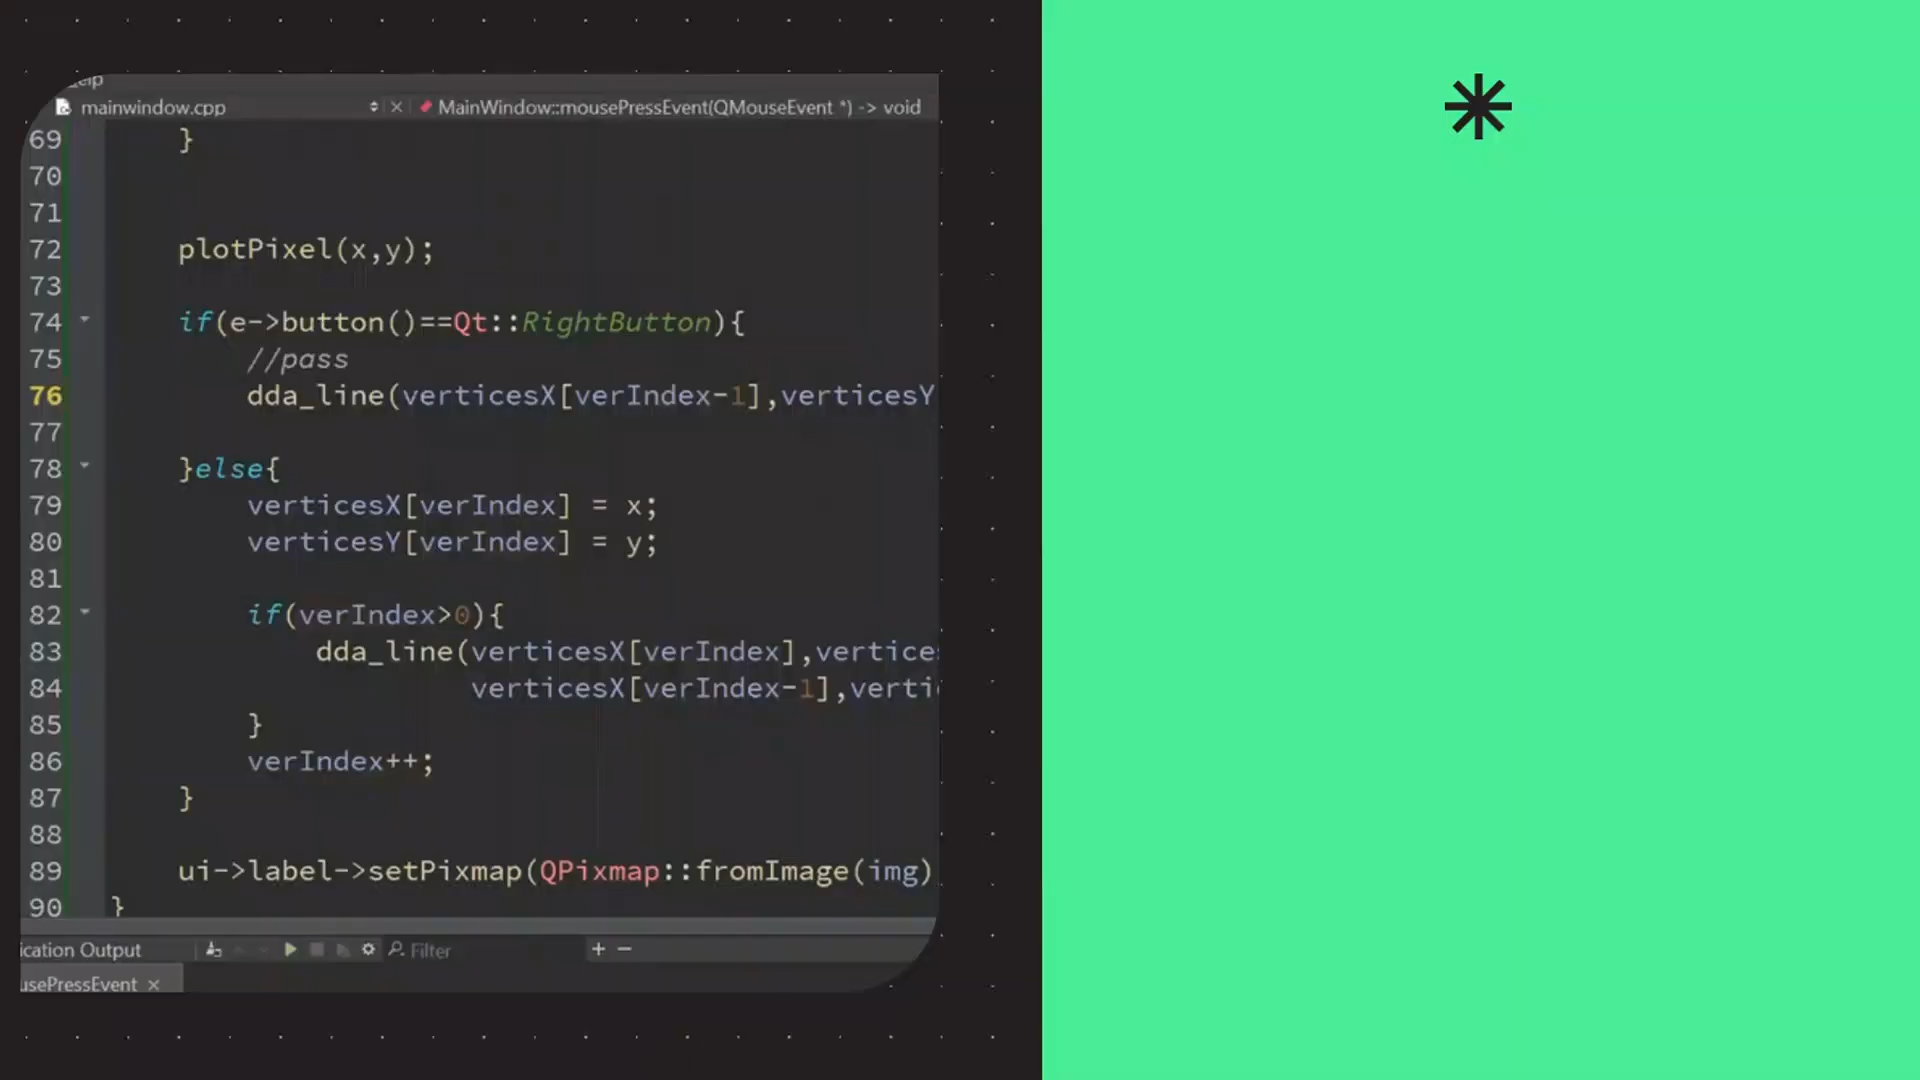 mainwindow.cpp MainWindow::mousePressEvent(QMouseEvent *) -> void
69 }
70
71
72 plotPixel(x,y);
73
74 if(e->button()==Qt::RightButton){
75 //pass
76 dda_line(verticesX[verIndex-1],verticesY
77
78 }else{
79 verticesX[verIndex] = x;
80 verticesY[verIndex] = y;
81
82 if(verIndex>0){
83 dda_line(verticesX[verIndex],vertice
84 verticesX[verIndex-1],verti
85 }
86 verIndex++;
87 }
88
89 ui->label->setPixmap(QPixmap::fromImage(img)
90 }
ication Output Filter + −
usePressEvent ×